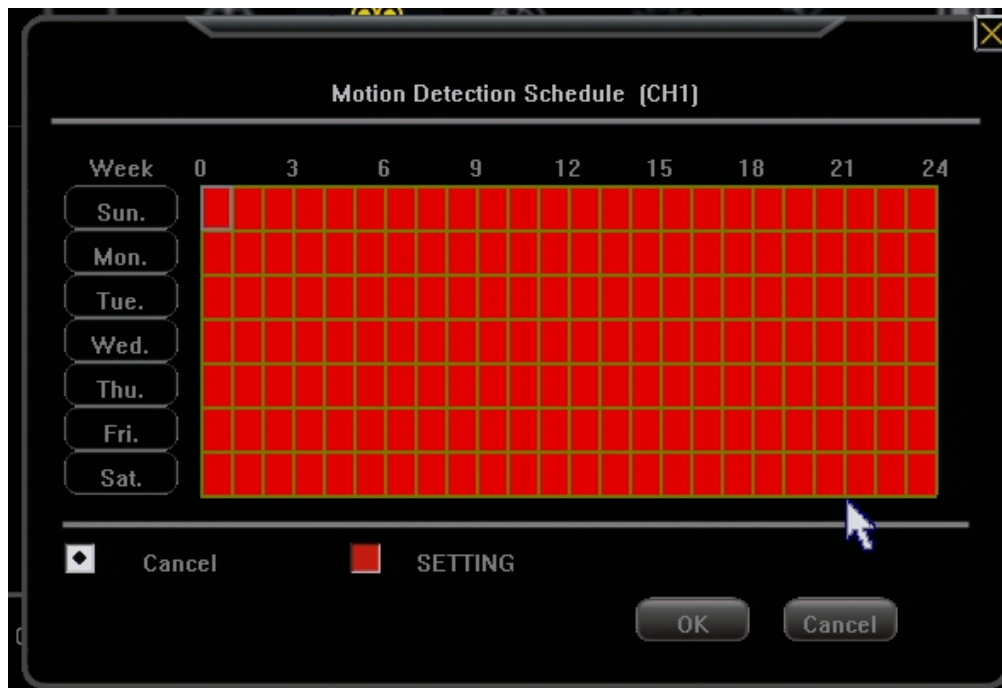 Motion Detection Schedule (CH1)
Week 0 3 6 9 12 15 18 21 24
Sun.
Mon.
Tue.
Wed.
Thu.
Fri.
Sat.
Cancel SETTING
OK Cancel